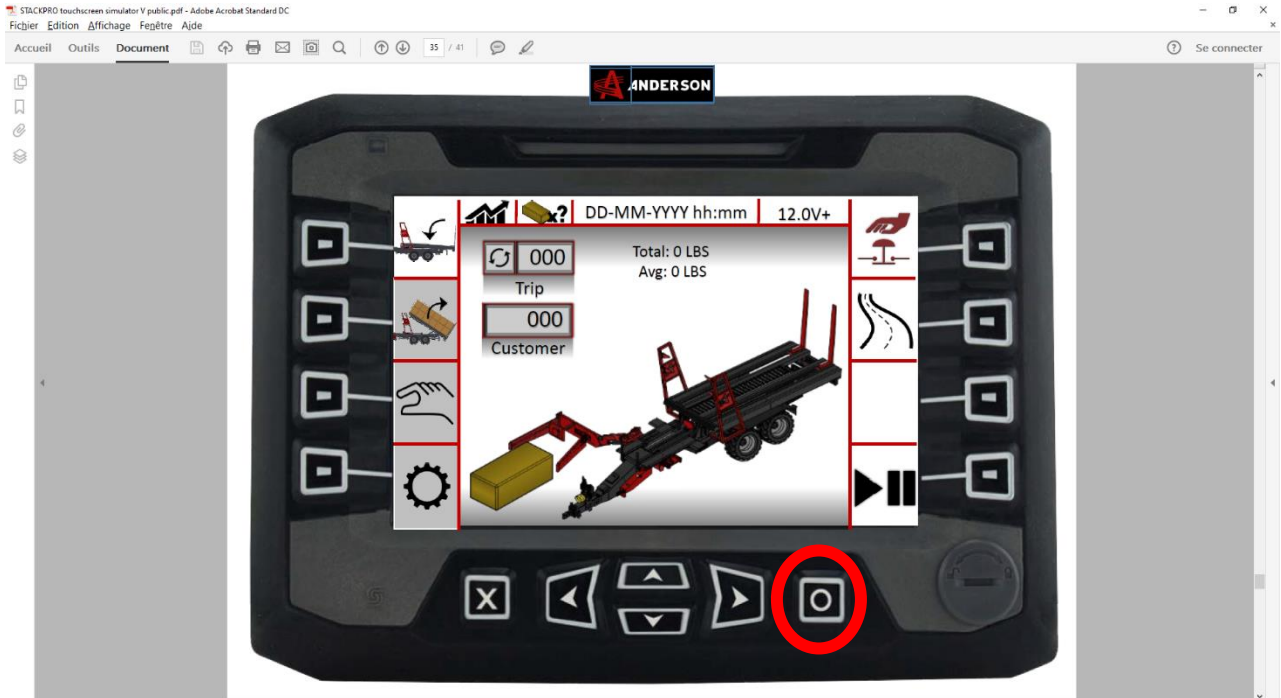 STACKPRO touchscreen simulator V public.pdf - Adobe Acrobat Standard DC
Fichier Edition Affichage Fenêtre Aide
Accueil Outils Document 35 / 41 Se connecter
ANDERSON
x? DD-MM-YYYY hh:mm 12.0V+
000 Total: 0 LBS
Trip Avg: 0 LBS
000
Customer
X O